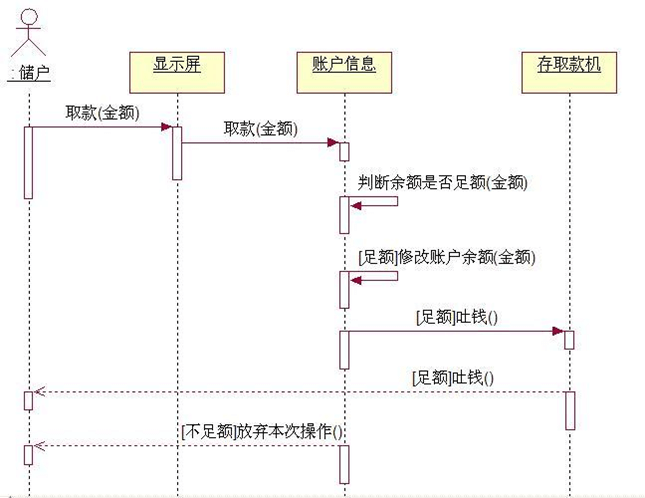 : 储户
显示屏
账户信息
存取款机
取款(金额)
取款(金额)
判断余额是否足额(金额)
[足额]修改账户余额(金额)
[足额]吐钱()
[足额]吐钱()
[不足额]放弃本次操作()